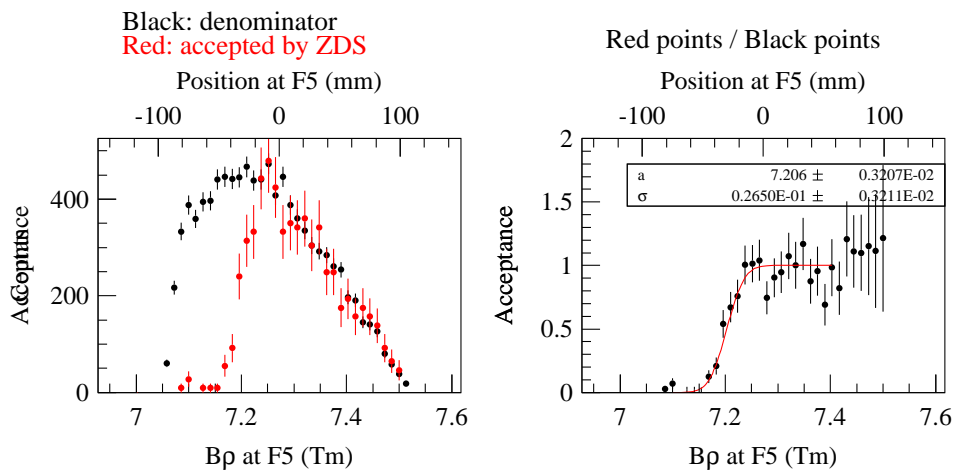 Black: denominator
Red: accepted by ZDS
Position at F5 (mm)
-100 0 100
400
200
0
Counts
Acceptance
7 7.2 7.4 7.6
Bρ at F5 (Tm)
Red points / Black points
Position at F5 (mm)
-100 0 100
2
1.5
1
0.5
0
Acceptance
a 7.206 ± 0.3207E-02
σ 0.2650E-01 ± 0.3211E-02
7 7.2 7.4 7.6
Bρ at F5 (Tm)